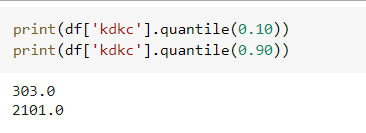 print(df['kdkc'].quantile(0.10))
print(df['kdkc'].quantile(0.90))
303.0
2101.0